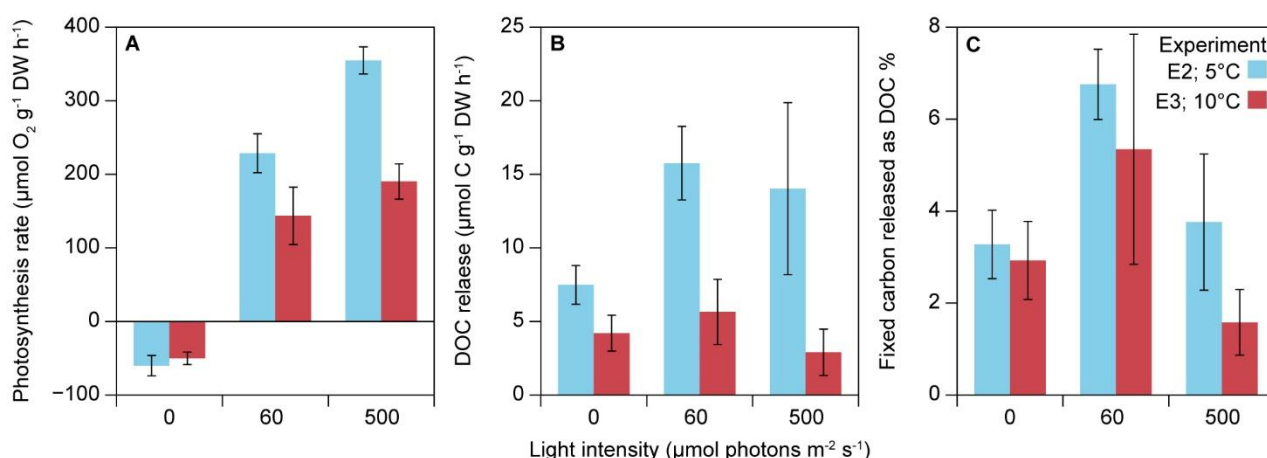 A
Photosynthesis rate (µmol O₂ g⁻¹ DW h⁻¹)
400
300
200
100
0
−100
0 60 500
B
DOC relaese (µmol C g⁻¹ DW h⁻¹)
25
20
15
10
5
0
0 60 500
Light intensity (µmol photons m⁻² s⁻¹)
C
Fixed carbon released as DOC %
8
6
4
2
0
0 60 500
Experiment
E2; 5°C
E3; 10°C